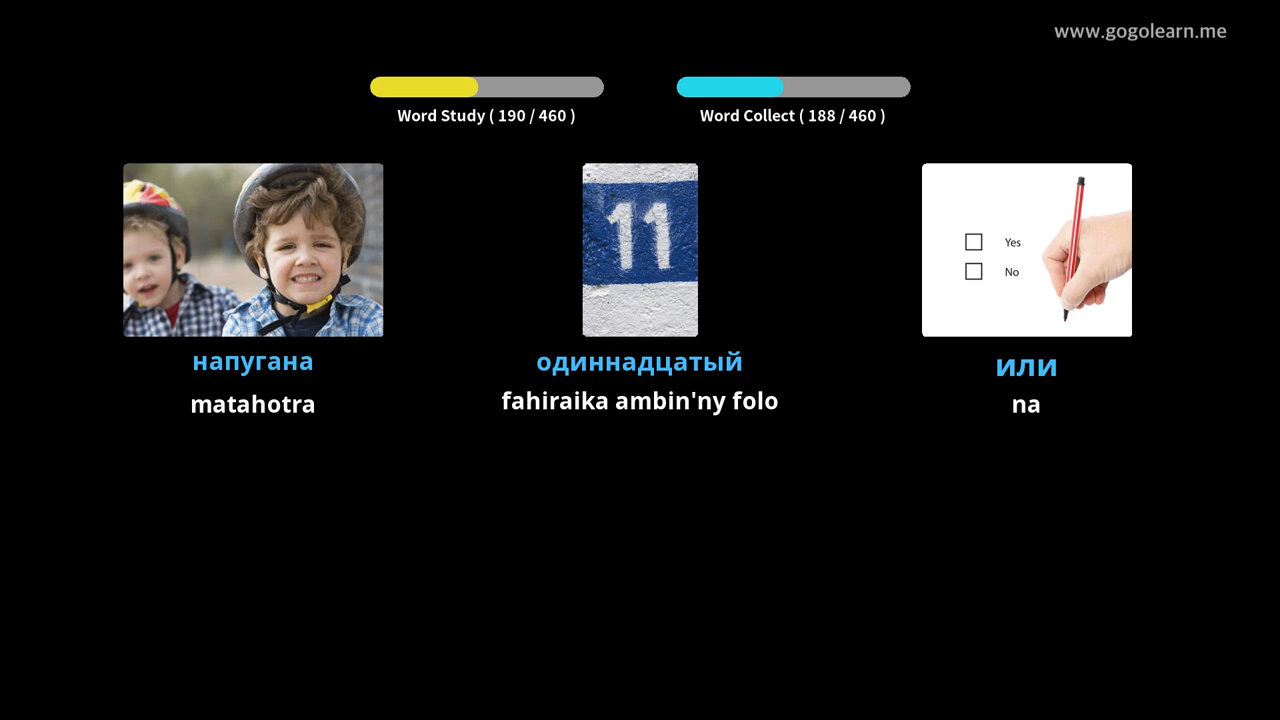 www.gogolearn.me
Word Study ( 190 / 460 )
Word Collect ( 188 / 460 )
11
Yes
No
напугана
одиннадцатый
или
matahotra
fahiraika ambin'ny folo
na